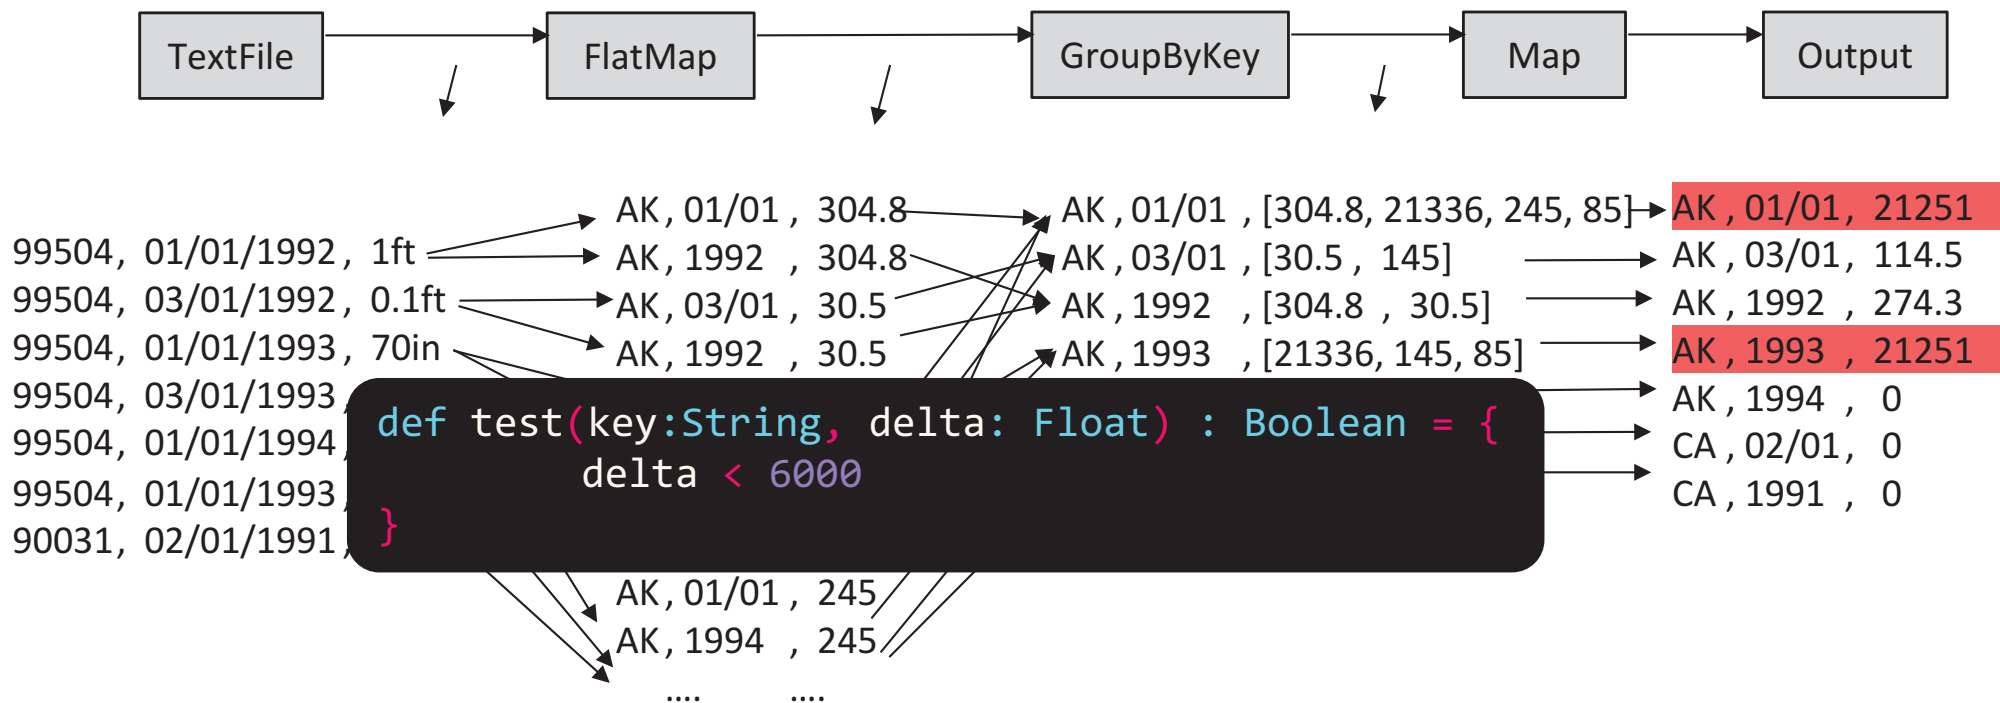 TextFile FlatMap GroupByKey Map Output
99504, 01/01/1992, 1ft
99504, 03/01/1992, 0.1ft
99504, 01/01/1993, 70in
99504, 03/01/1993,
99504, 01/01/1994,
99504, 01/01/1993,
90031, 02/01/1991,
AK, 01/01, 304.8
AK, 1992, 304.8
AK, 03/01, 30.5
AK, 1992, 30.5
AK, 01/01, 245
AK, 1994, 245
.... ....
AK, 01/01, [304.8, 21336, 245, 85]
AK, 03/01, [30.5, 145]
AK, 1992, [304.8, 30.5]
AK, 1993, [21336, 145, 85]
AK, 01/01, 21251
AK, 03/01, 114.5
AK, 1992, 274.3
AK, 1993, 21251
AK, 1994, 0
CA, 02/01, 0
CA, 1991, 0
def test(key:String, delta: Float) : Boolean = {
delta < 6000
}